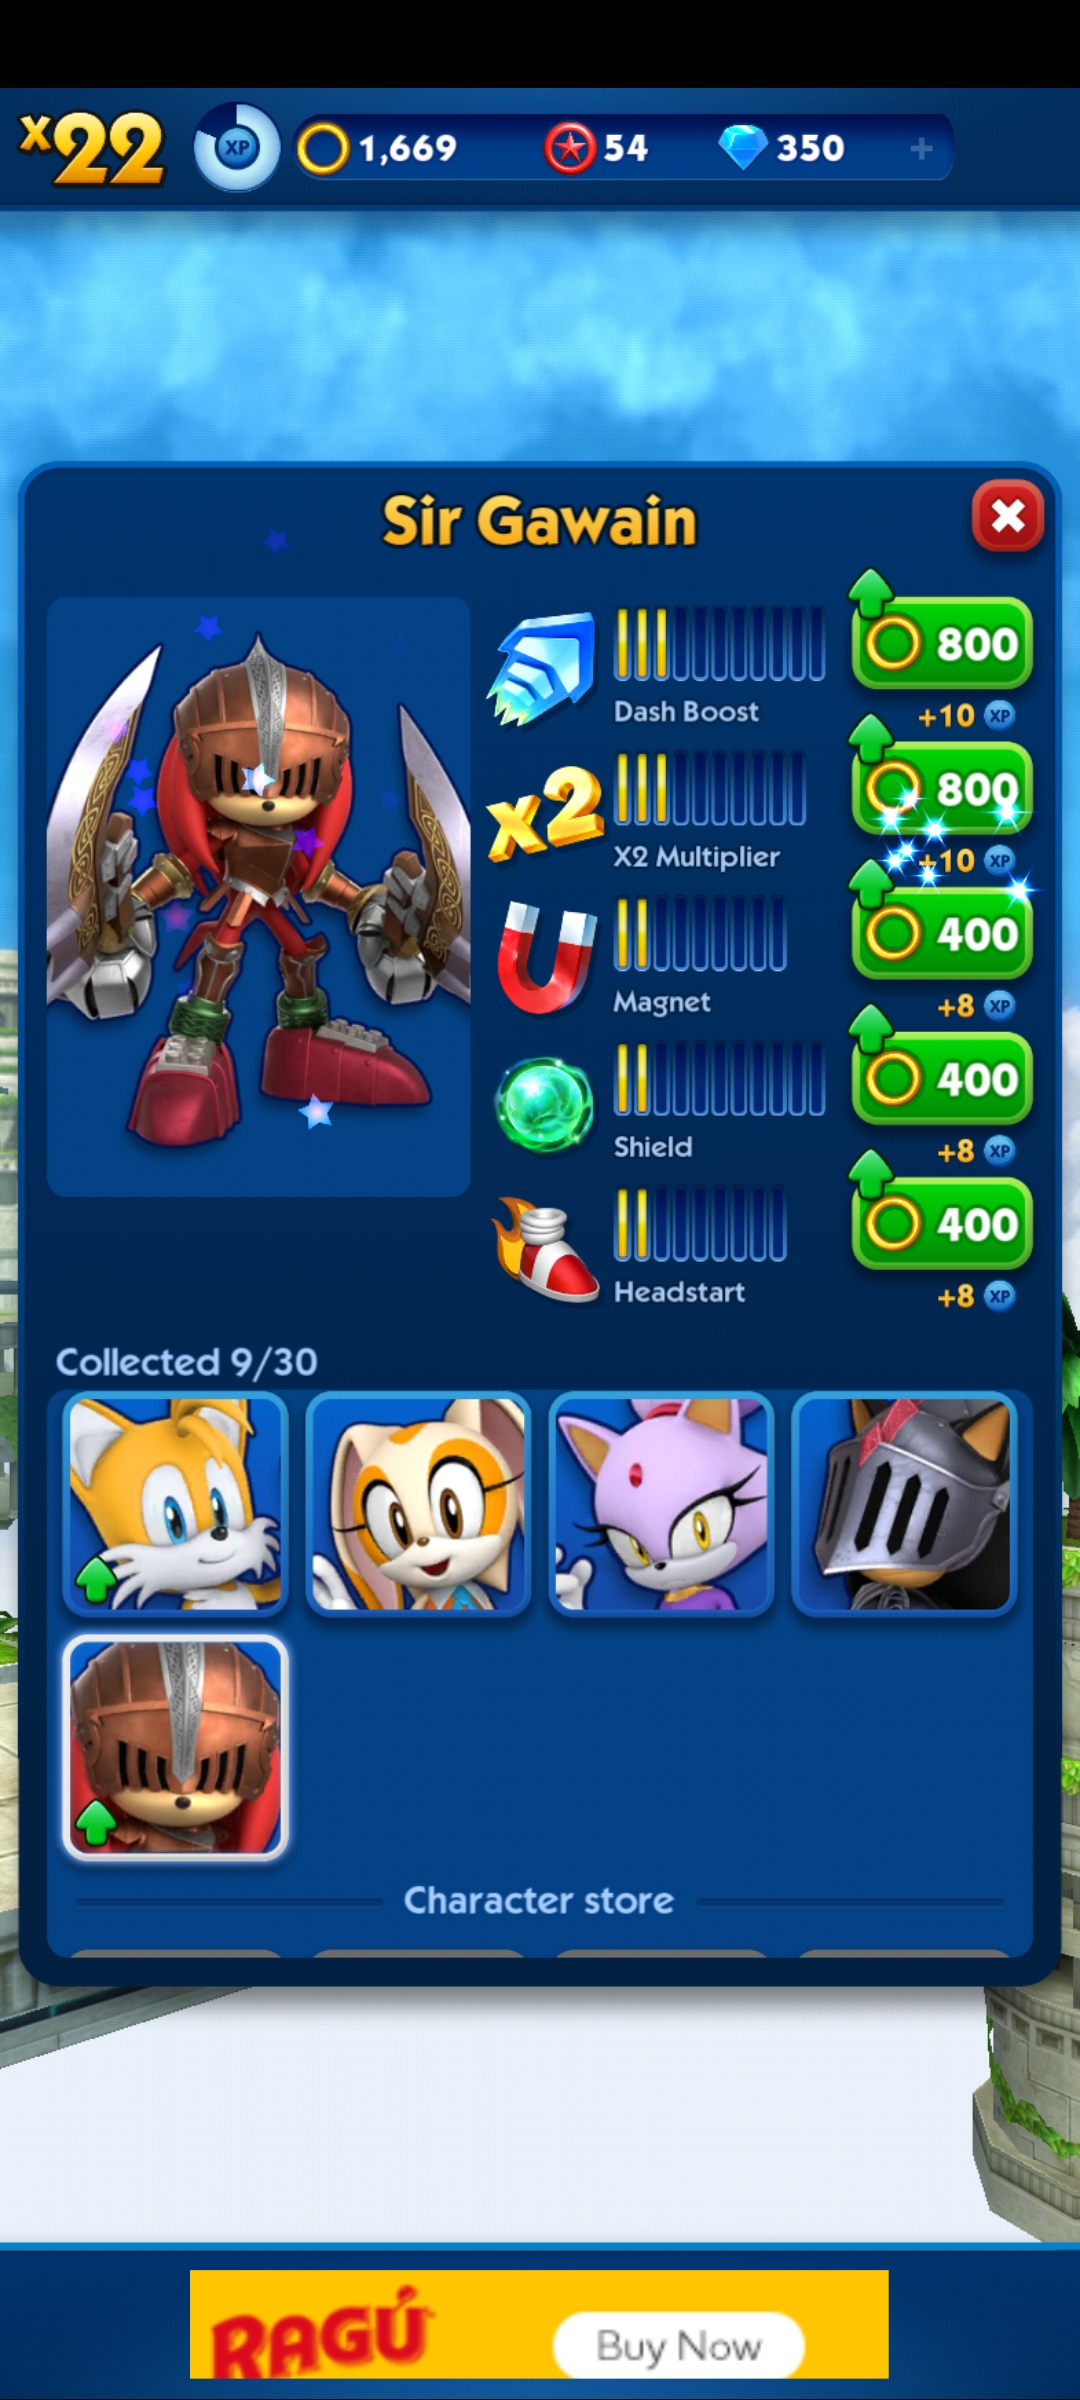 x22 XP 1,669 54 350 +
Sir Gawain
800
Dash Boost
+10 XP
x2
800
X2 Multiplier
+10 XP
400
Magnet
+8 XP
400
Shield
+8 XP
400
Headstart
+8 XP
Collected 9/30
Character store
RAGÚ
Buy Now